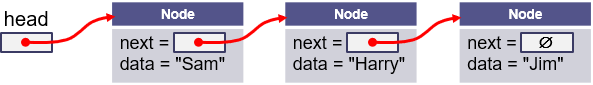 head
Node
next =
data = "Sam"
Node
next =
data = "Harry"
Node
next = Ø
data = "Jim"